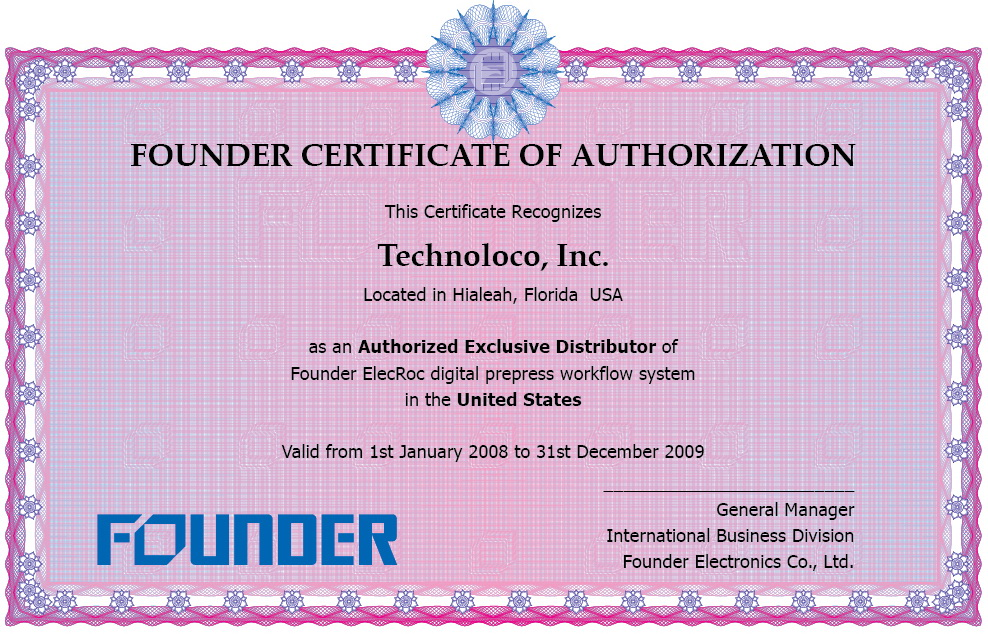 FOUNDER CERTIFICATE OF AUTHORIZATION
This Certificate Recognizes
Technoloco, Inc.
Located in Hialeah, Florida  USA
as an Authorized Exclusive Distributor of
Founder ElecRoc digital prepress workflow system
in the United States
Valid from 1st January 2008 to 31st December 2009
General Manager
International Business Division
Founder Electronics Co., Ltd.
FOUNDER